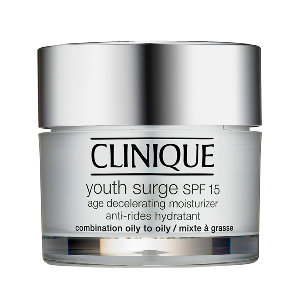 CLINIQUE
youth surge SPF 15
age decelerating moisturizer
anti-rides hydratant
combination oily to oily / mixte à grasse